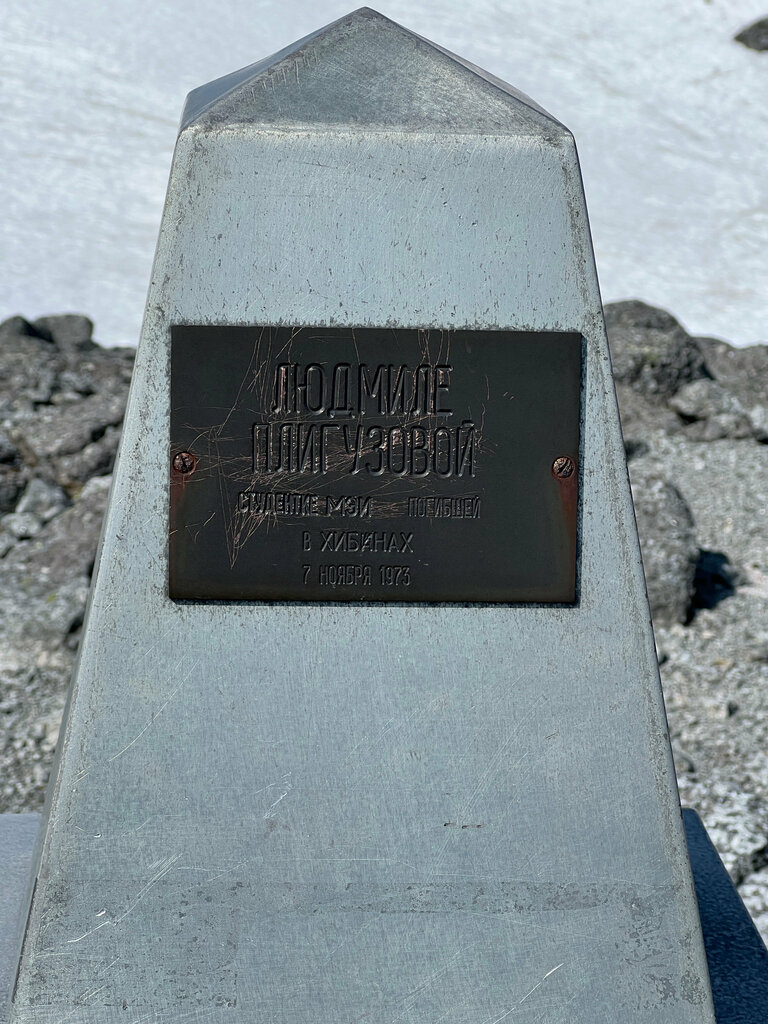 ЛЮДМИЛЕ
ПЛИГУЗОВОЙ
СТУДЕНТКЕ МЭИ ПОГИБШЕЙ
В ХИБИНАХ
7 НОЯБРЯ 1973